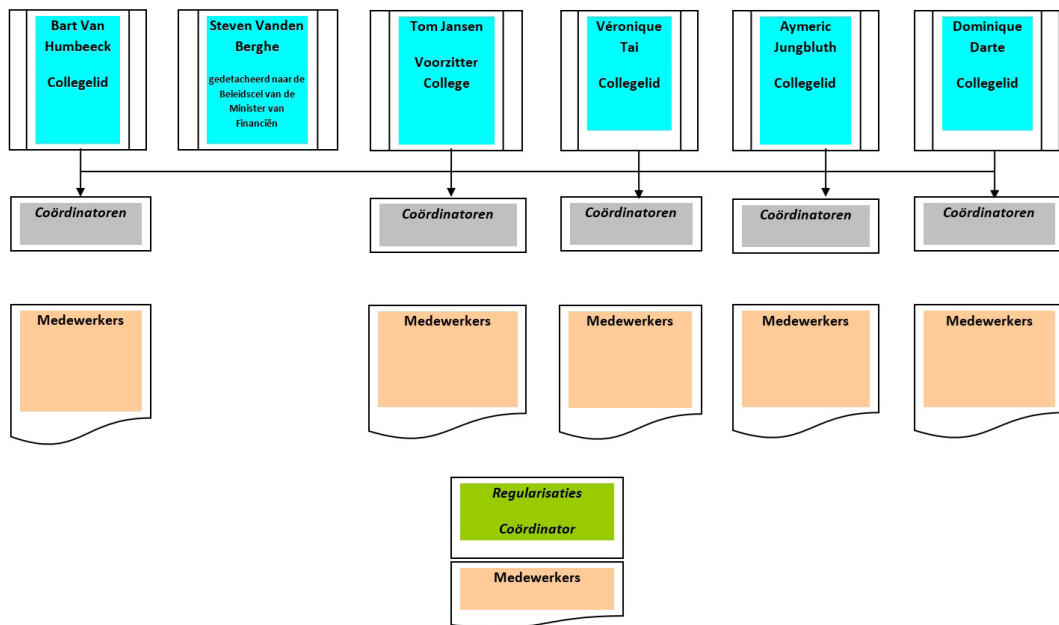 Bart Van
Humbeeck
Collegelid
Steven Vanden
Berghe
gedetacheerd naar de
Beleidscel van de
Minister van
Financiën
Tom Jansen
Voorzitter
College
Véronique
Tai
Collegelid
Aymeric
Jungbluth
Collegelid
Dominique
Darte
Collegelid
Coördinatoren
Coördinatoren
Coördinatoren
Coördinatoren
Coördinatoren
Medewerkers
Medewerkers
Medewerkers
Medewerkers
Medewerkers
Regularisaties
Coördinator
Medewerkers